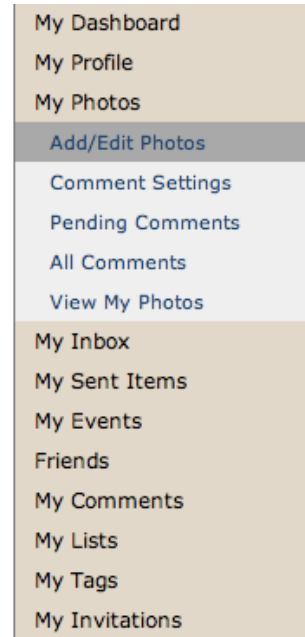 My Dashboard
My Profile
My Photos
Add/Edit Photos
Comment Settings
Pending Comments
All Comments
View My Photos
My Inbox
My Sent Items
My Events
Friends
My Comments
My Lists
My Tags
My Invitations